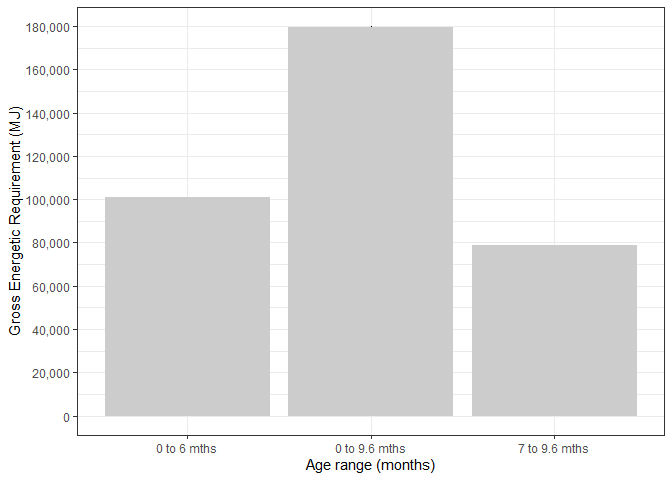 Gross Energetic Requirement (MJ)
180,000
160,000
140,000
120,000
100,000
80,000
60,000
40,000
20,000
0
0 to 6 mths
0 to 9.6 mths
7 to 9.6 mths
Age range (months)